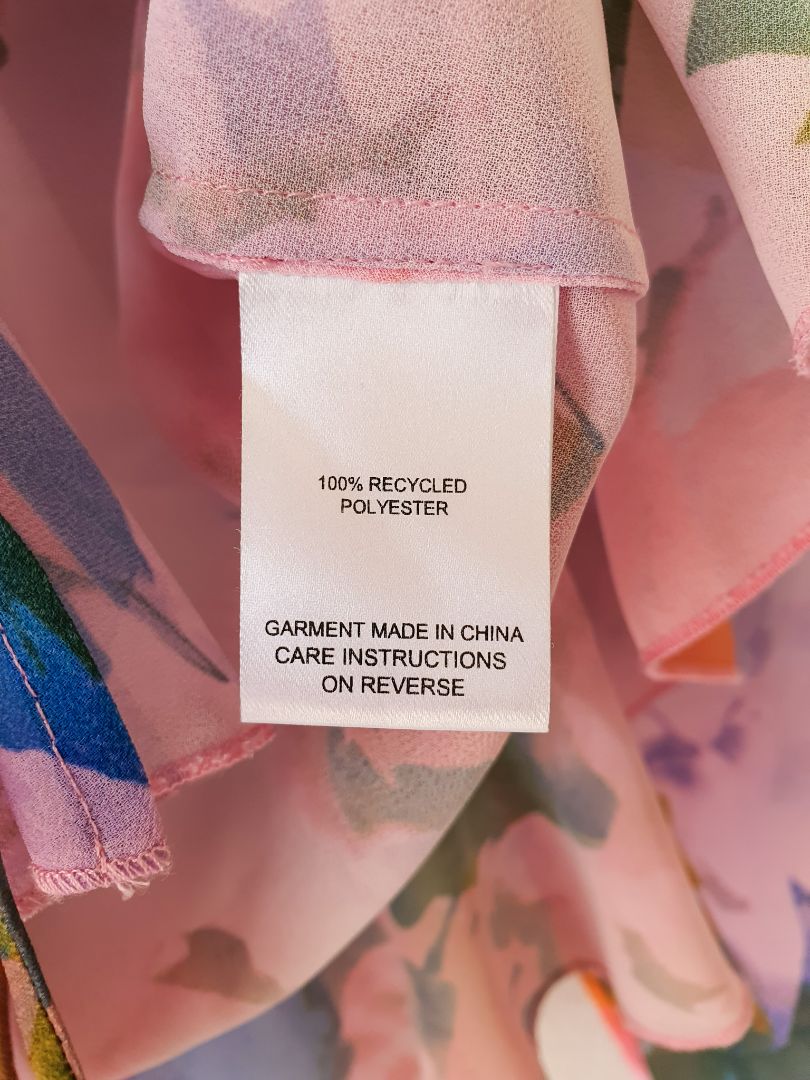 100% RECYCLED
POLYESTER
GARMENT MADE IN CHINA
CARE INSTRUCTIONS
ON REVERSE